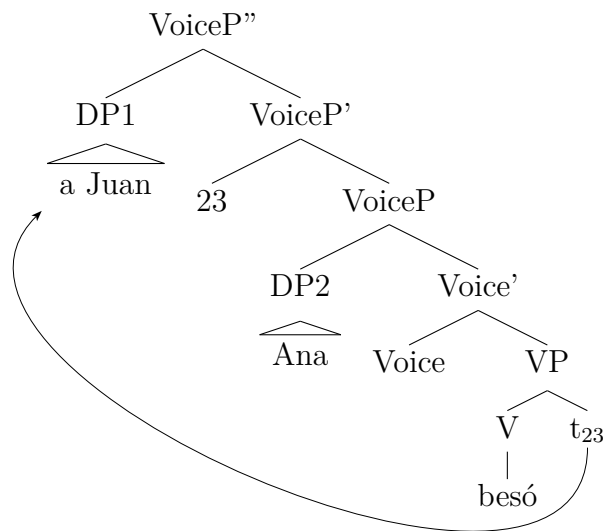 VoiceP”
DP1 VoiceP’
a Juan 23 VoiceP
DP2 Voice’
Ana Voice VP
V t₂₃
besó